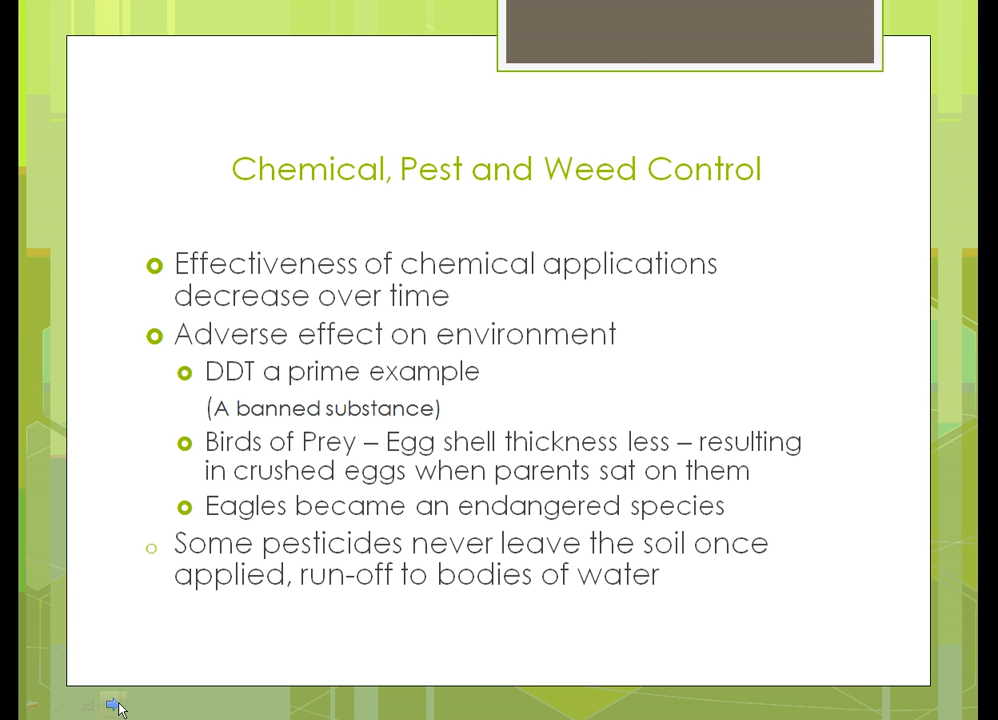 Chemical, Pest and Weed Control
Effectiveness of chemical applications
decrease over time
Adverse effect on environment
DDT a prime example
(A banned substance)
Birds of Prey – Egg shell thickness less – resulting
in crushed eggs when parents sat on them
Eagles became an endangered species
Some pesticides never leave the soil once
applied, run-off to bodies of water